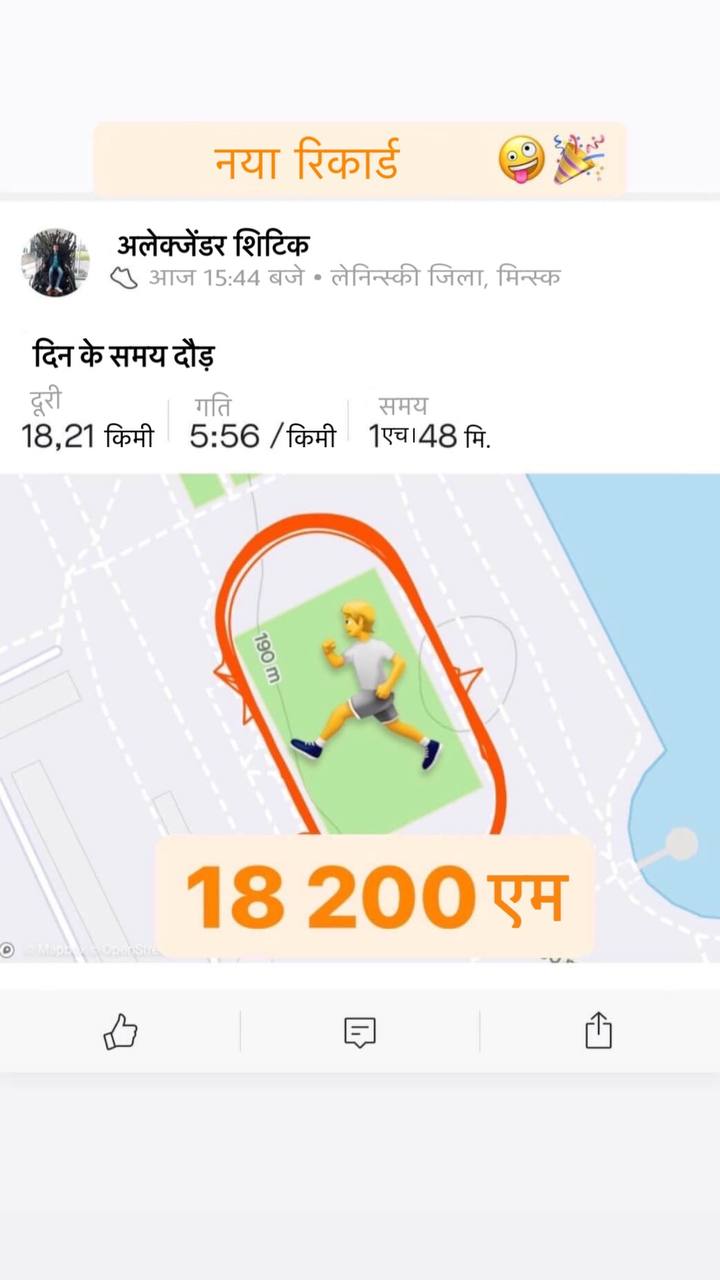 नया रिकार्ड 🤪🎉
अलेक्जेंडर शिटिक
आज 15:44 बजे • लेनिन्स्की जिला, मिन्स्क
दिन के समय दौड़
दूरी गति समय
18,21 किमी 5:56 /किमी 1एच।48 मि.
190 m
18 200 एम
© Mapbox © OpenStre